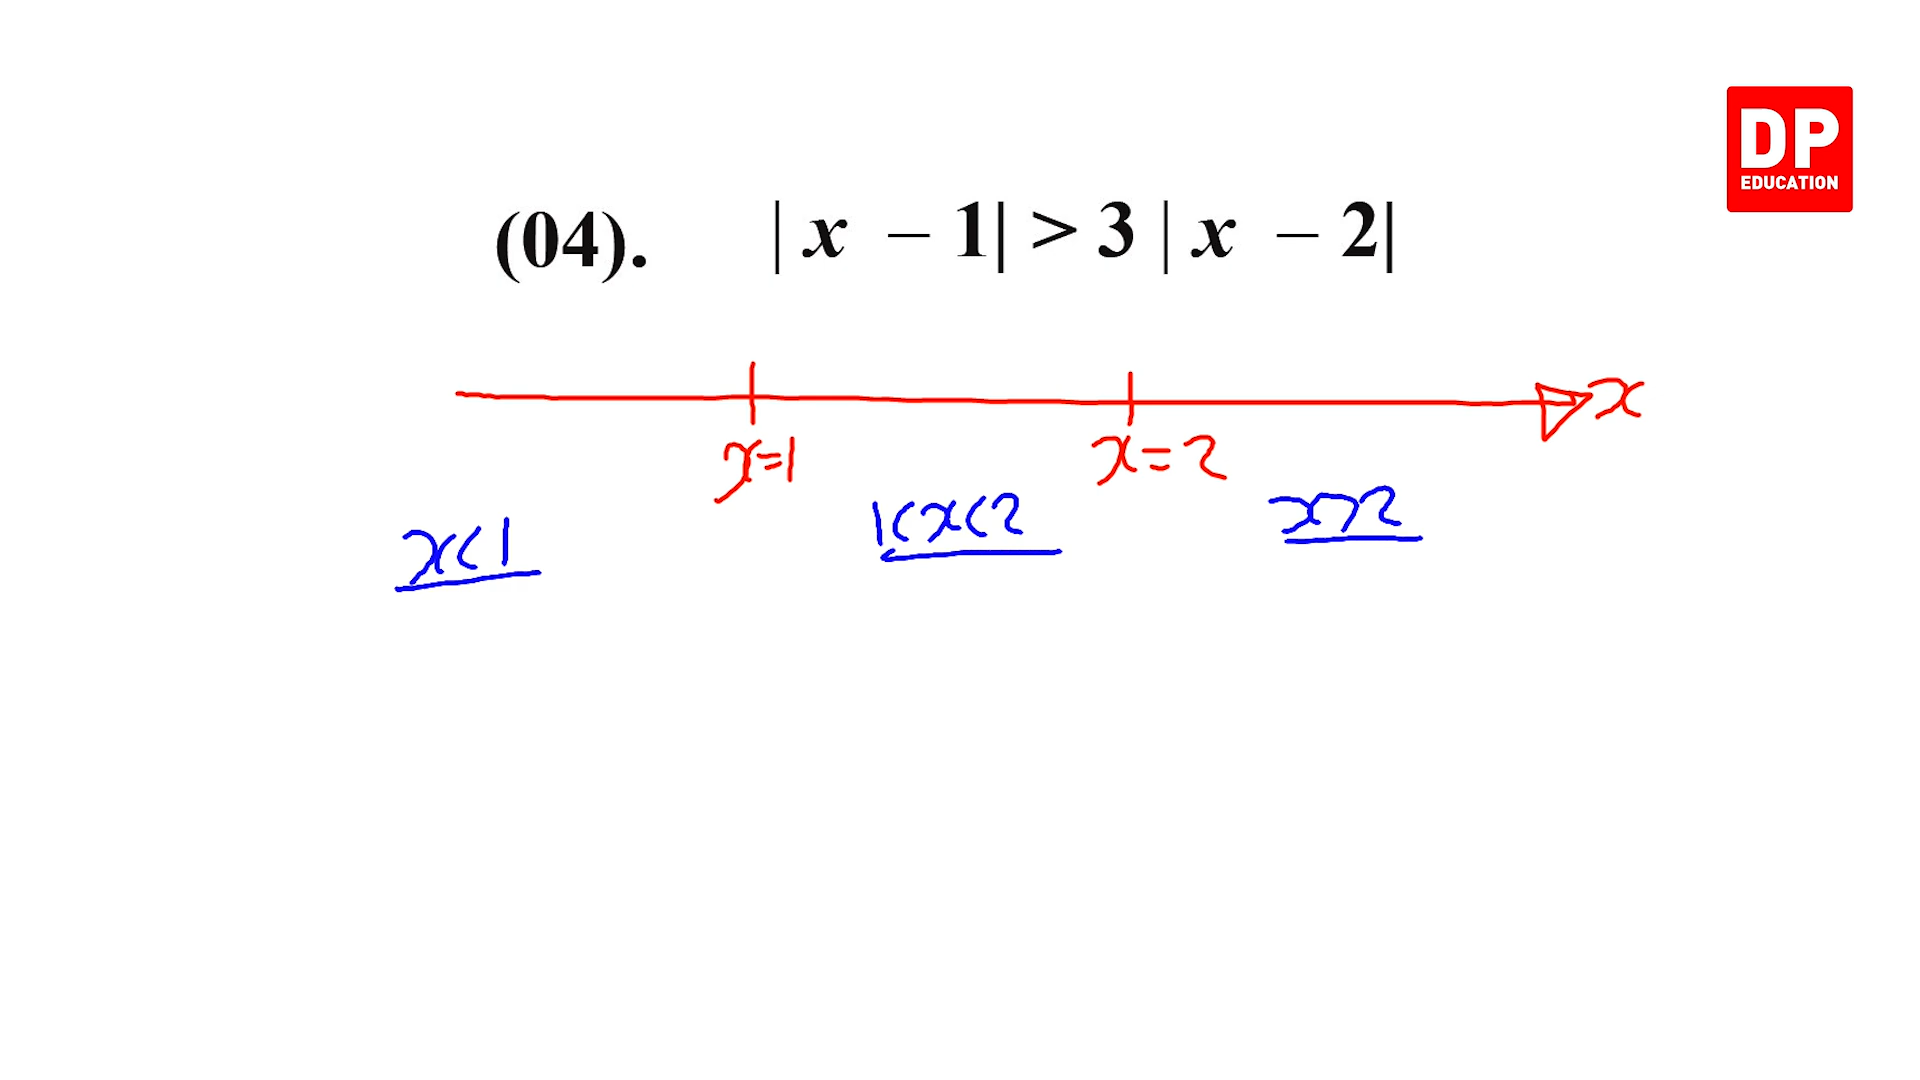 DP
EDUCATION
(04). | x − 1| > 3 | x − 2|
x
x=1 x=2
x<1 1<x<2 x>2